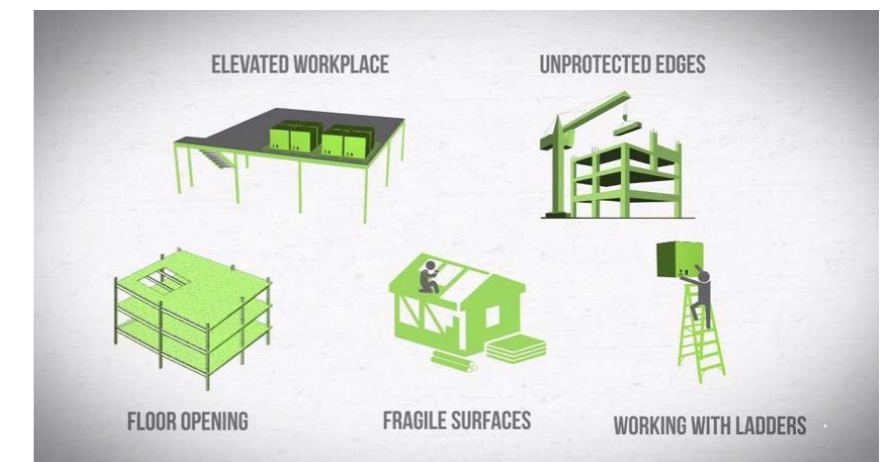 ELEVATED WORKPLACE
UNPROTECTED EDGES
FLOOR OPENING
FRAGILE SURFACES
WORKING WITH LADDERS